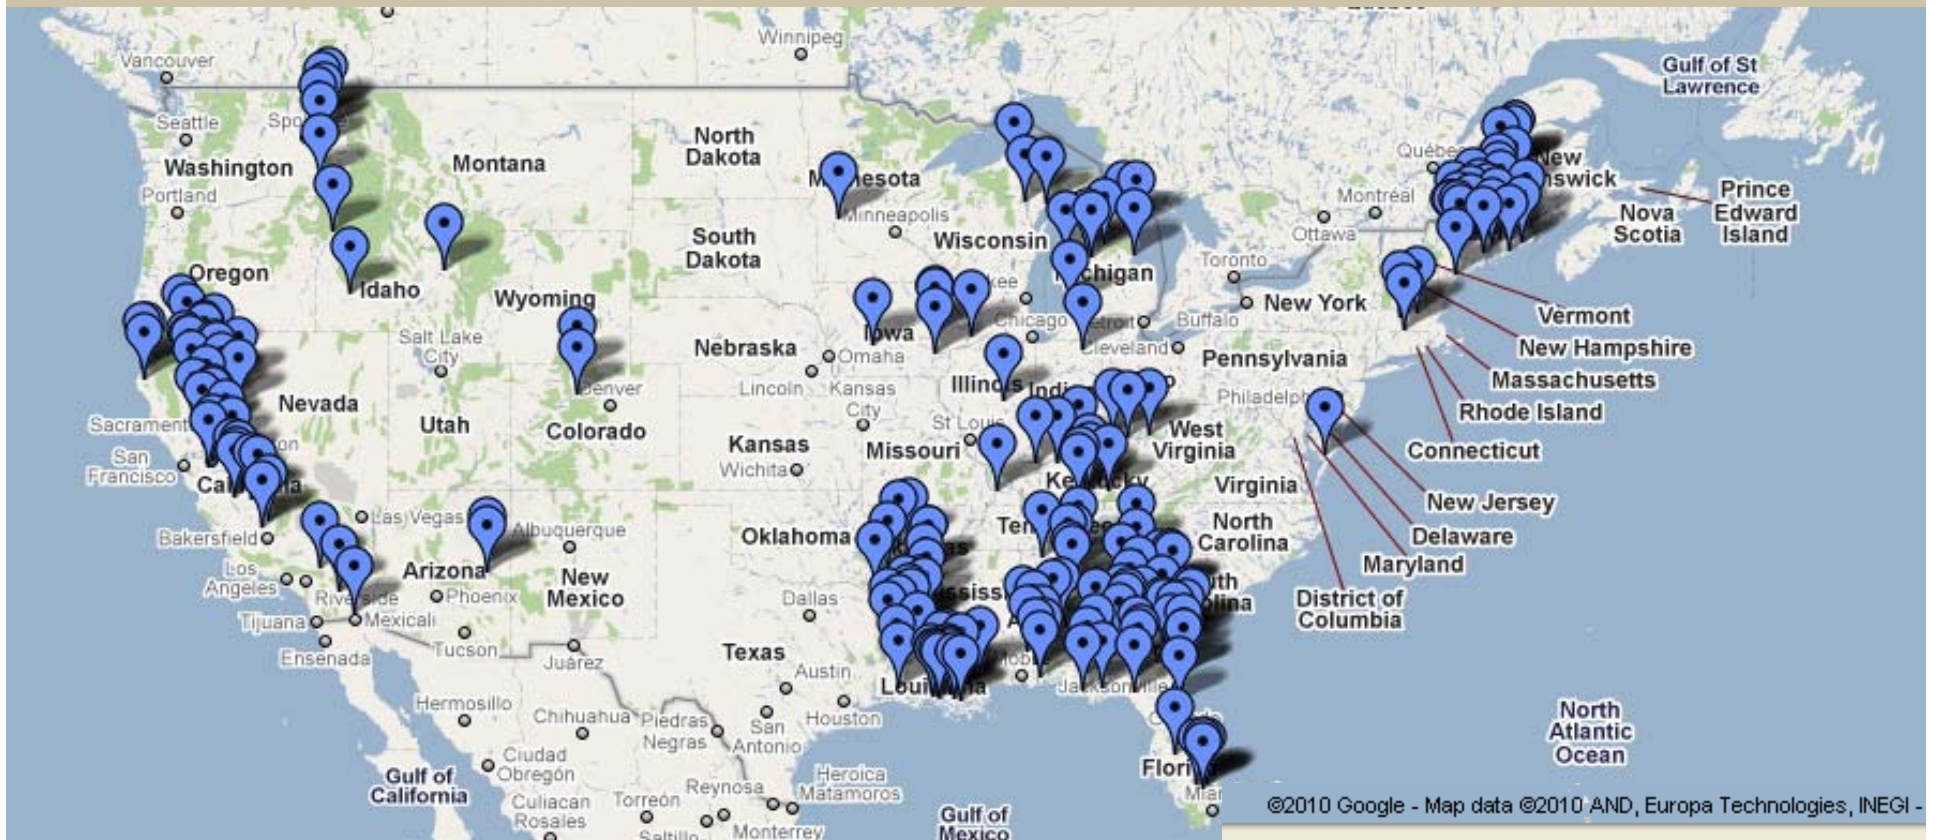 Winnipeg
Vancouver
Gulf of St
Lawrence
Seattle
North
Dakota
Washington
Montana
New
Portland
Montréal
Prince
Edward
Island
Minneapolis
Nova
Scotia
Ottawa
South
Dakota
Wisconsin
Toronto
Oregon
Idaho
Wyoming
New York
Vermont
Chicago
Buffalo
Iowa
Salt Lake
City
Nebraska
Omaha
Cleveland
Pennsylvania
New Hampshire
Massachusetts
Lincoln
Kansas
City
Illinois
Nevada
Utah
Colorado
Denver
Rhode Island
Kansas
Missouri
West
Virginia
Connecticut
San
Francisco
Wichita
Virginia
New Jersey
Las Vegas
Albuquerque
Bakersfield
Oklahoma
North
Carolina
Delaware
Maryland
Los
Angeles
Arizona
Phoenix
New
Mexico
Dallas
District of
Columbia
Tijuana
Mexicali
Ensenada
Tucson
Juárez
Texas
Austin
Jacksonville
Hermosillo
Chihuahua
Piedras
Negras
San
Antonio
Houston
North
Atlantic
Ocean
Gulf of
California
Ciudad
Obregón
Culiacan
Rosales
Torreón
Reynosa
Heroica
Matamoros
Saltillo
Monterrey
Gulf of
Mexico
©2010 Google - Map data ©2010 AND, Europa Technologies, INEGI -